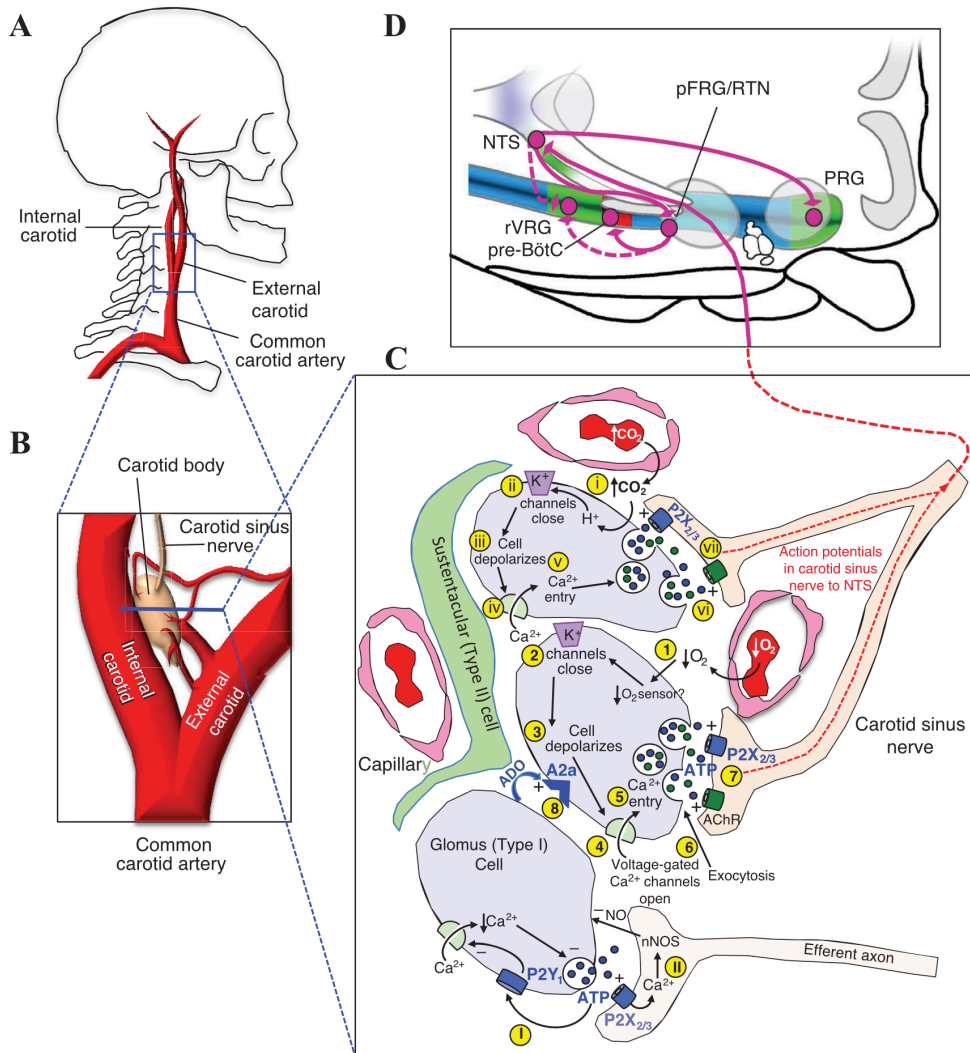 A
Internal
carotid
External
carotid
Common
carotid artery
D
pFRG/RTN
NTS
PRG
rVRG
pre-BötC
B
Carotid body
Carotid sinus
nerve
Internal
carotid
External
carotid
Common
carotid artery
C
↑CO₂
ii
K⁺
i
↑CO₂
channels
close
H⁺
+
P2X₂/₃
iii
Cell
depolarizes
v
Ca²⁺
entry
vii
+
vi
iv
Ca²⁺
Action potentials
in carotid sinus
nerve to NTS
Sustentacular (Type II) cell
K⁺
2
channels
close
1
↓O₂
↓O₂
↓O₂sensor?
3
Cell
depolarizes
+
P2X₂/₃
ATP
7
Carotid sinus
nerve
Capillary
ADO
+
A2a
8
5
Ca²⁺
entry
+
AChR
4
6
Voltage-gated
Ca²⁺ channels
open
Exocytosis
Glomus (Type I)
Cell
– NO
nNOS
↓Ca²⁺
–
–
Ca²⁺
P2Y₁
ATP
+
Ca²⁺
II
P2X₂/₃
Efferent axon
I